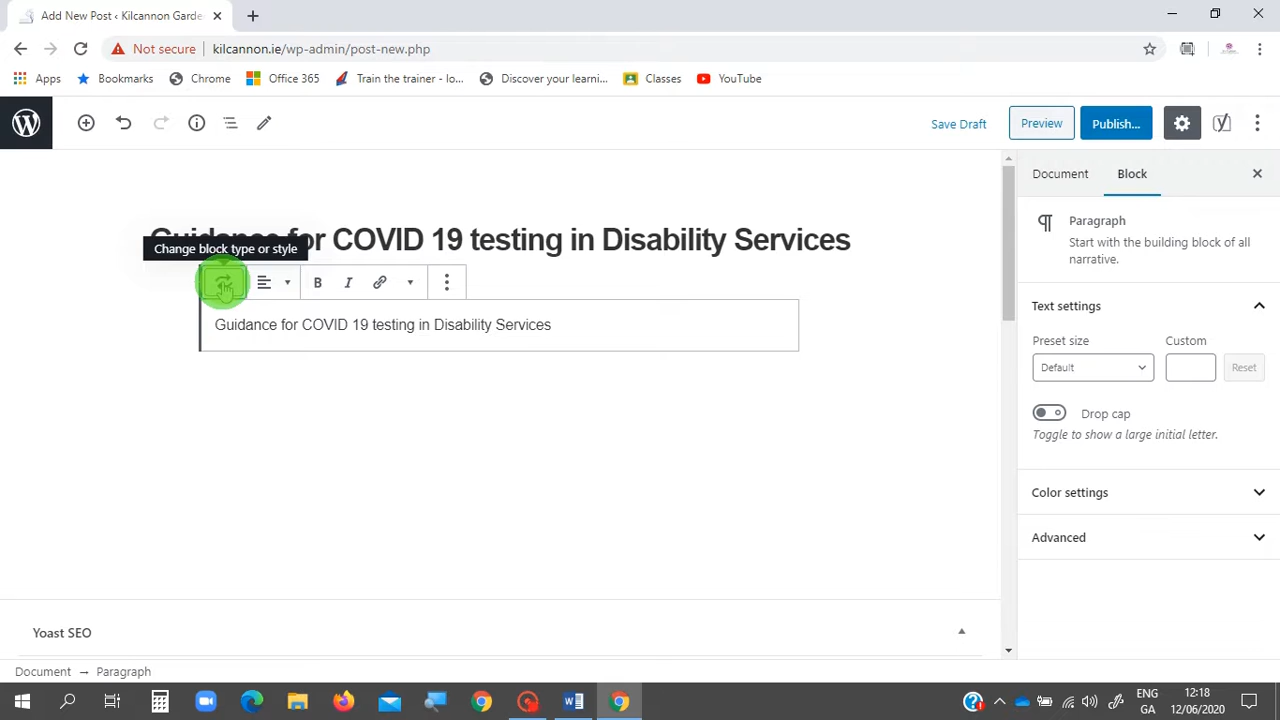 Add New Post ‹ Kilcannon Garde
Not secure kilcannon.ie/wp-admin/post-new.php
Apps Bookmarks Chrome Office 365 Train the trainer - lo... Discover your learni... Classes YouTube
Save Draft Preview Publish...
Document Block
Paragraph
Start with the building block of all
narrative.
Guidance for COVID 19 testing in Disability Services
Change block type or style
B I
Guidance for COVID 19 testing in Disability Services
Text settings
Preset size Custom
Default Reset
Drop cap
Toggle to show a large initial letter.
Color settings
Advanced
Yoast SEO
Document → Paragraph
ENG
GA
12:18
12/06/2020